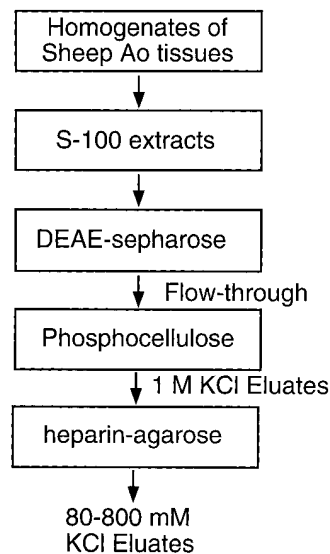 Homogenates of
Sheep Ao tissues
S-100 extracts
DEAE-sepharose
Flow-through
Phosphocellulose
1 M KCl Eluates
heparin-agarose
80-800 mM
KCl Eluates